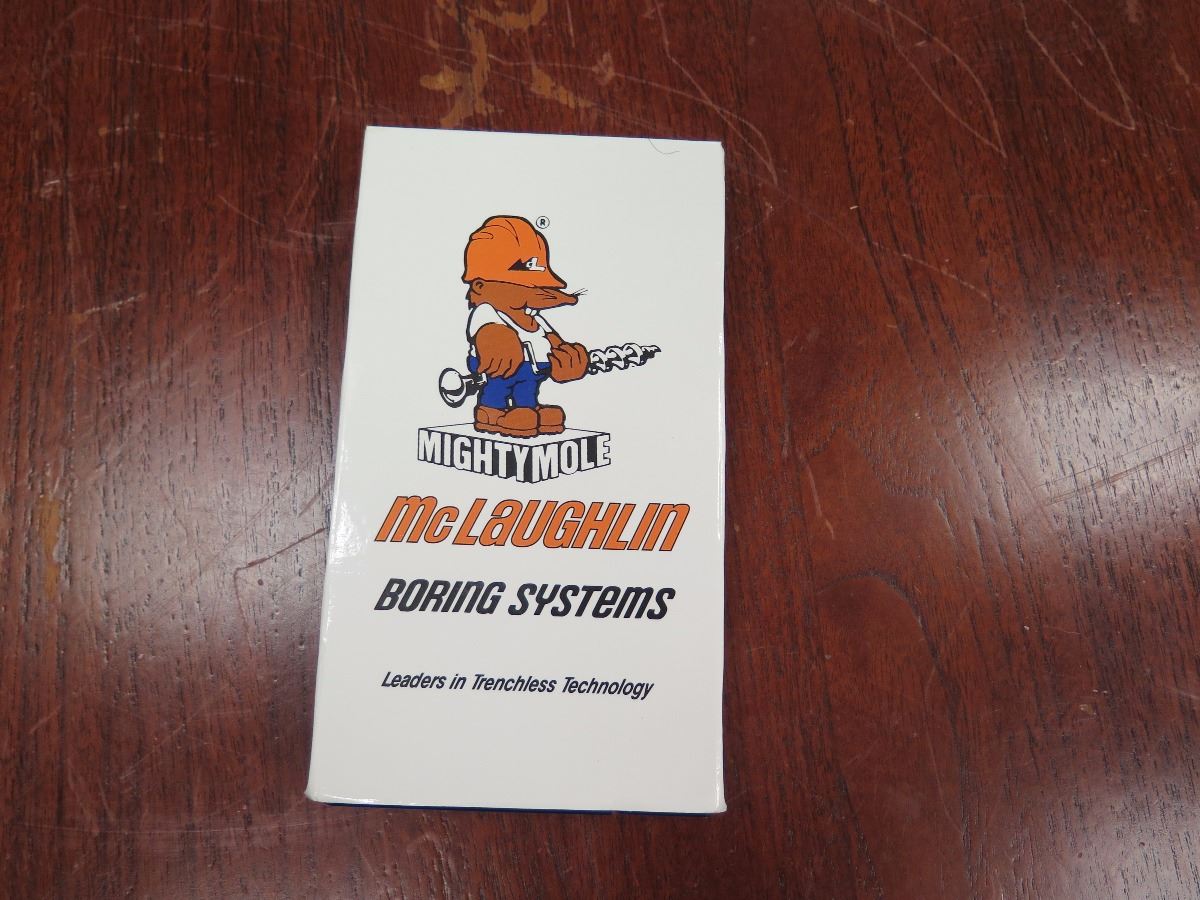 ®
MIGHTYMOLE
McLAUGHLIN
BORING SYSTEMS
Leaders in Trenchless Technology